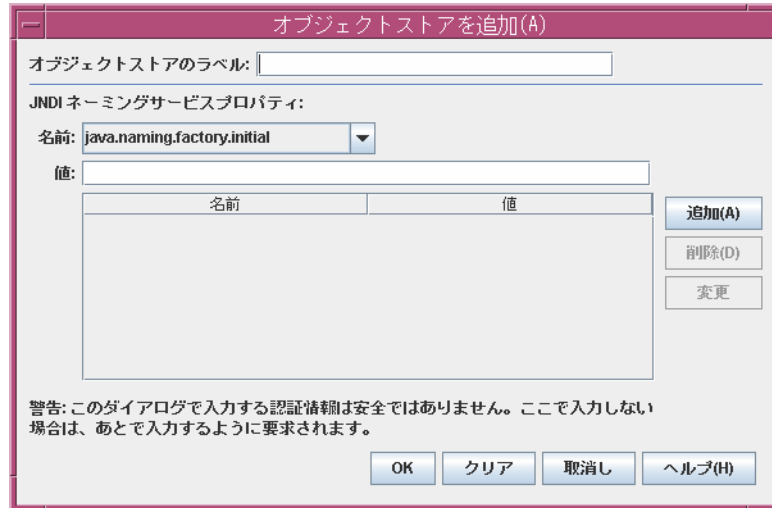 オブジェクトストアを追加(A)
オブジェクトストアのラベル:
JNDI ネーミングサービスプロパティ:
名前: java.naming.factory.initial
値:
名前 値
追加(A)
削除(D)
変更
警告: このダイアログで入力する認証情報は安全ではありません。ここで入力しない
場合は、あとで入力するように要求されます。
OK クリア 取消し ヘルプ(H)